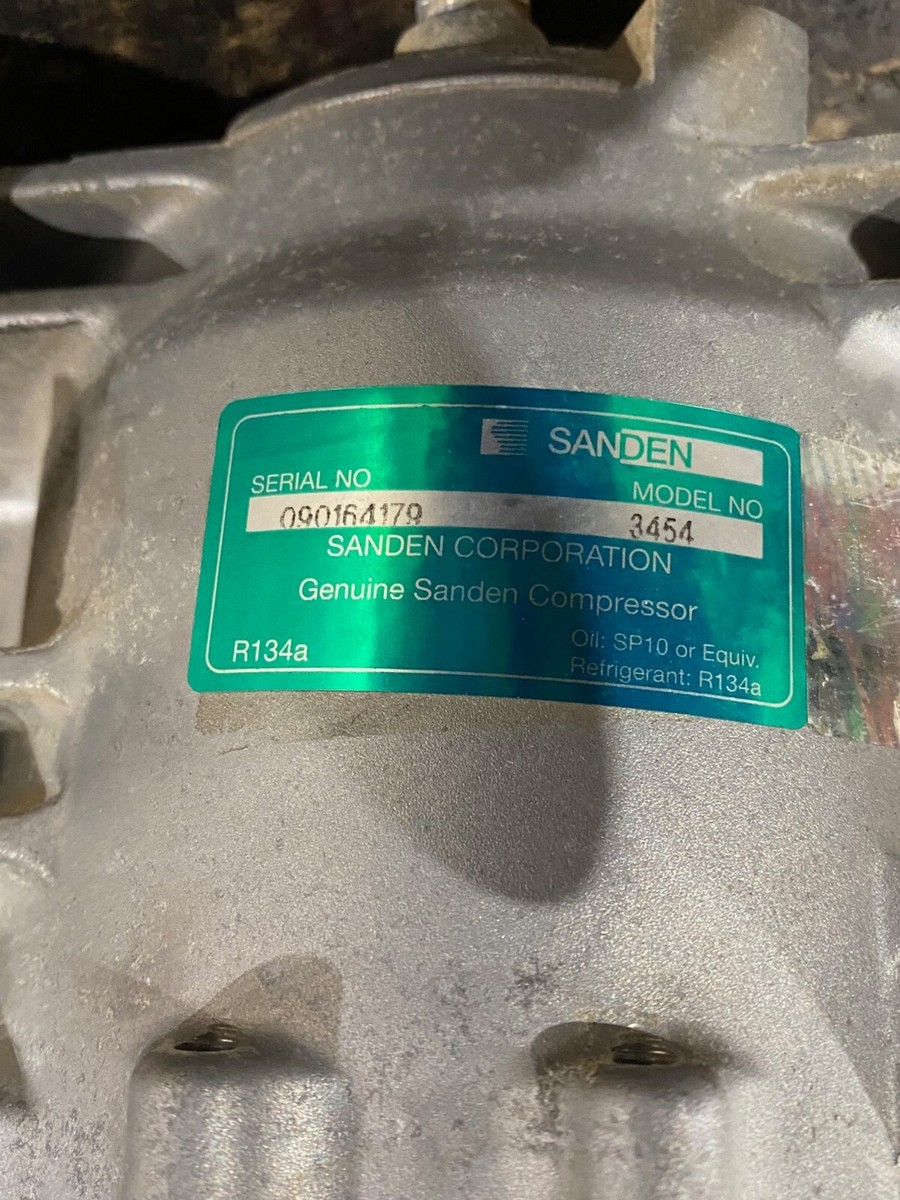 SANDEN
SERIAL NO MODEL NO
090164179 3454
SANDEN CORPORATION
Genuine Sanden Compressor
R134a
Oil: SP10 or Equiv.
Refrigerant: R134a